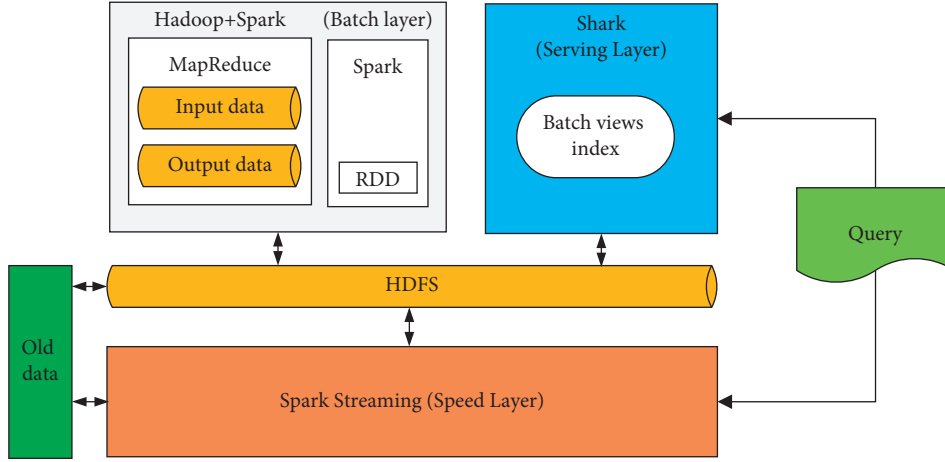 Hadoop+Spark
(Batch layer)
MapReduce
Input data
Output data
Spark
RDD
Shark
(Serving Layer)
Batch views
index
Query
HDFS
Old
data
Spark Streaming (Speed Layer)